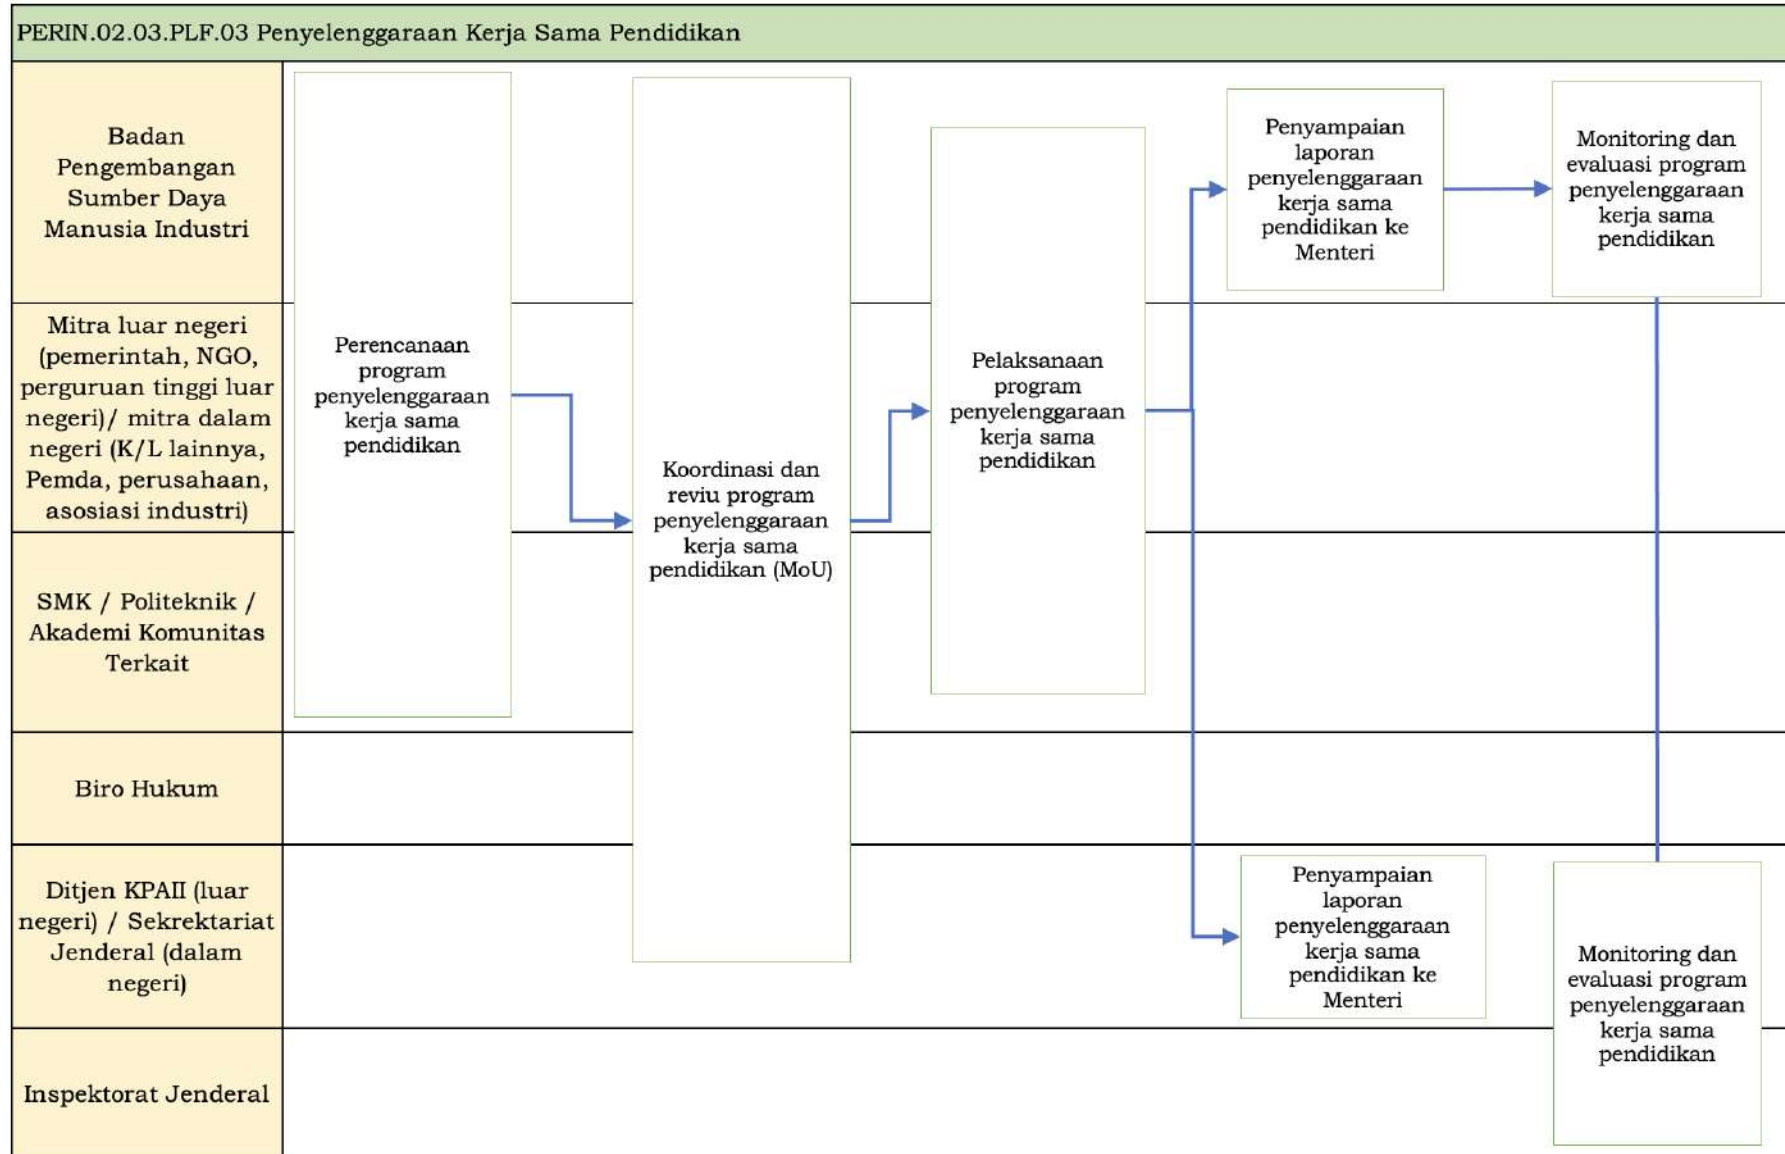 PERIN.02.03.PLF.03 Penyelenggaraan Kerja Sama Pendidikan
Badan
Pengembangan
Sumber Daya
Manusia Industri
Mitra luar negeri
(pemerintah, NGO,
perguruan tinggi luar
negeri)/ mitra dalam
negeri (K/L lainnya,
Pemda, perusahaan,
asosiasi industri)
SMK / Politeknik /
Akademi Komunitas
Terkait
Biro Hukum
Ditjen KPAII (luar
negeri) / Sekrektariat
Jenderal (dalam
negeri)
Inspektorat Jenderal
Perencanaan
program
penyelenggaraan
kerja sama
pendidikan
Koordinasi dan
reviu program
penyelenggaraan
kerja sama
pendidikan (MoU)
Pelaksanaan
program
penyelenggaraan
kerja sama
pendidikan
Penyampaian
laporan
penyelenggaraan
kerja sama
pendidikan ke
Menteri
Monitoring dan
evaluasi program
penyelenggaraan
kerja sama
pendidikan
Penyampaian
laporan
penyelenggaraan
kerja sama
pendidikan ke
Menteri
Monitoring dan
evaluasi program
penyelenggaraan
kerja sama
pendidikan